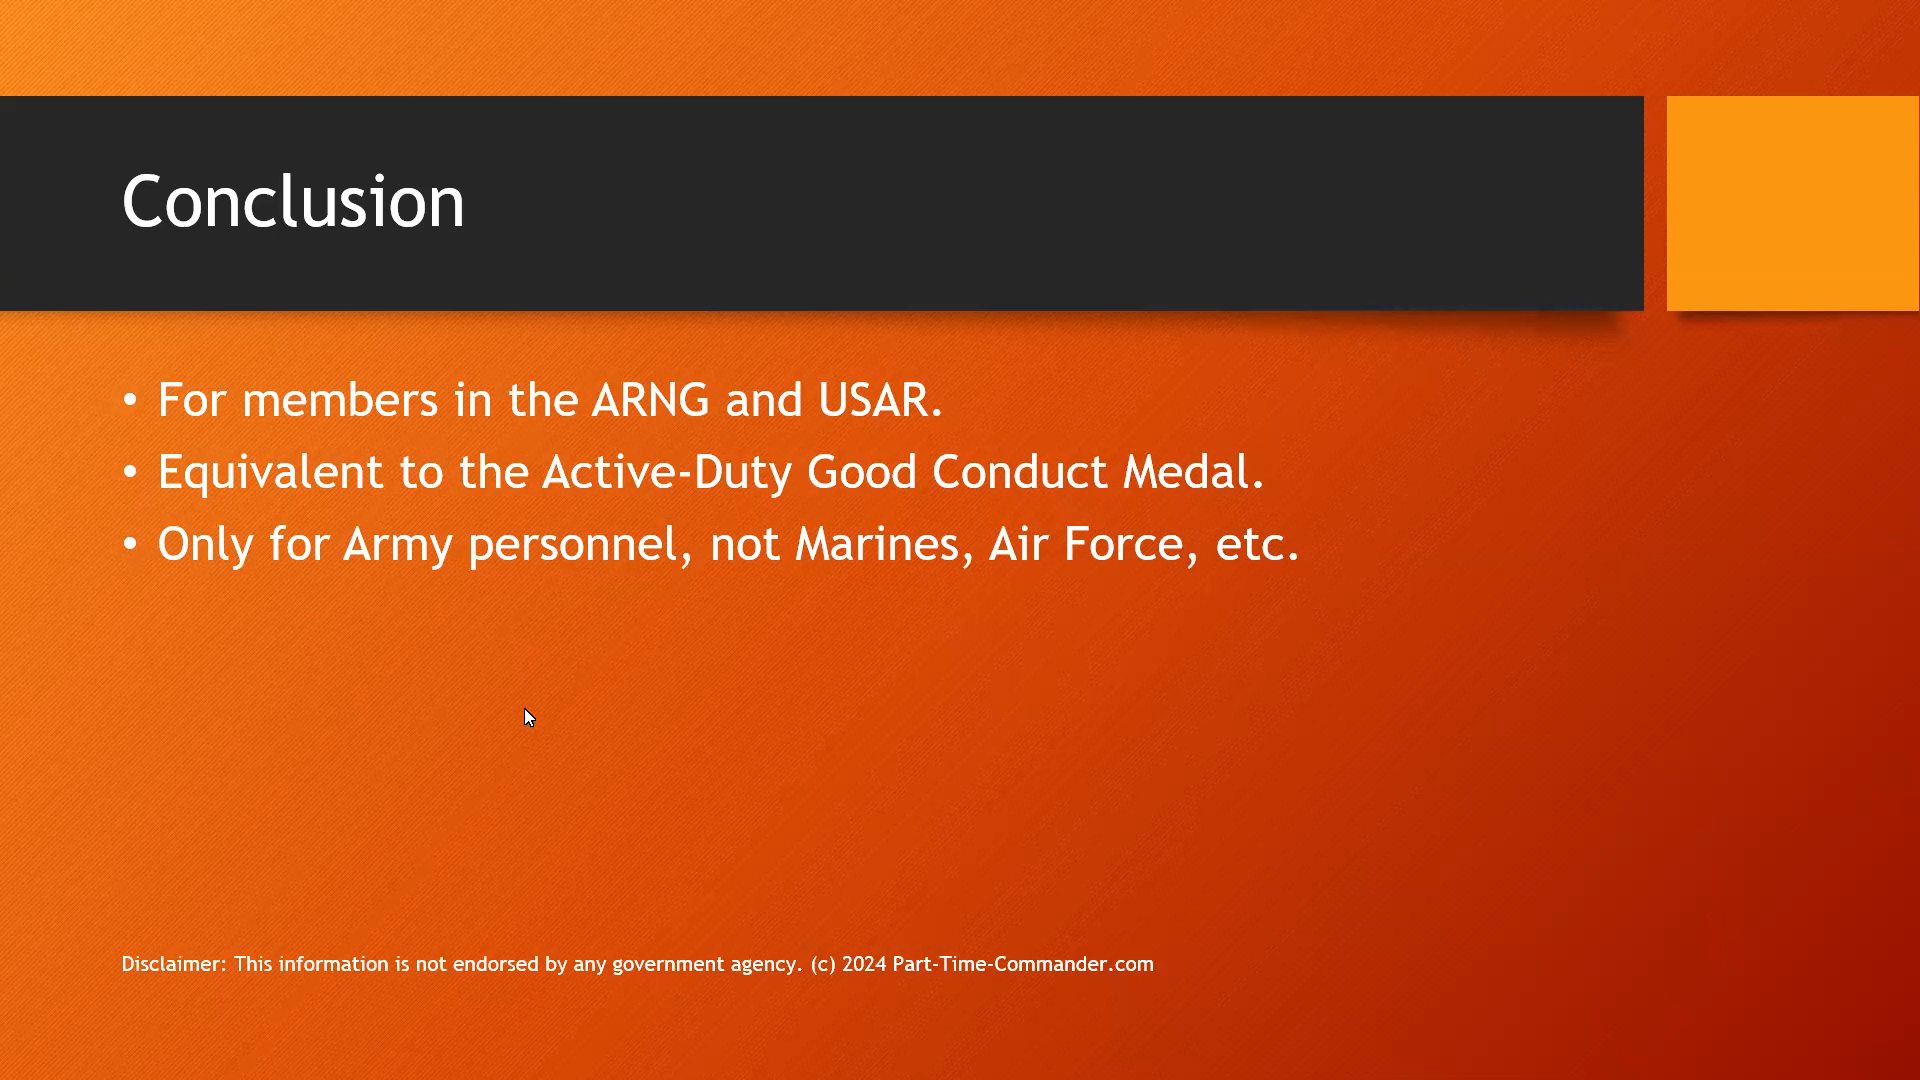 Conclusion
• For members in the ARNG and USAR.
• Equivalent to the Active-Duty Good Conduct Medal.
• Only for Army personnel, not Marines, Air Force, etc.
Disclaimer: This information is not endorsed by any government agency. (c) 2024 Part-Time-Commander.com